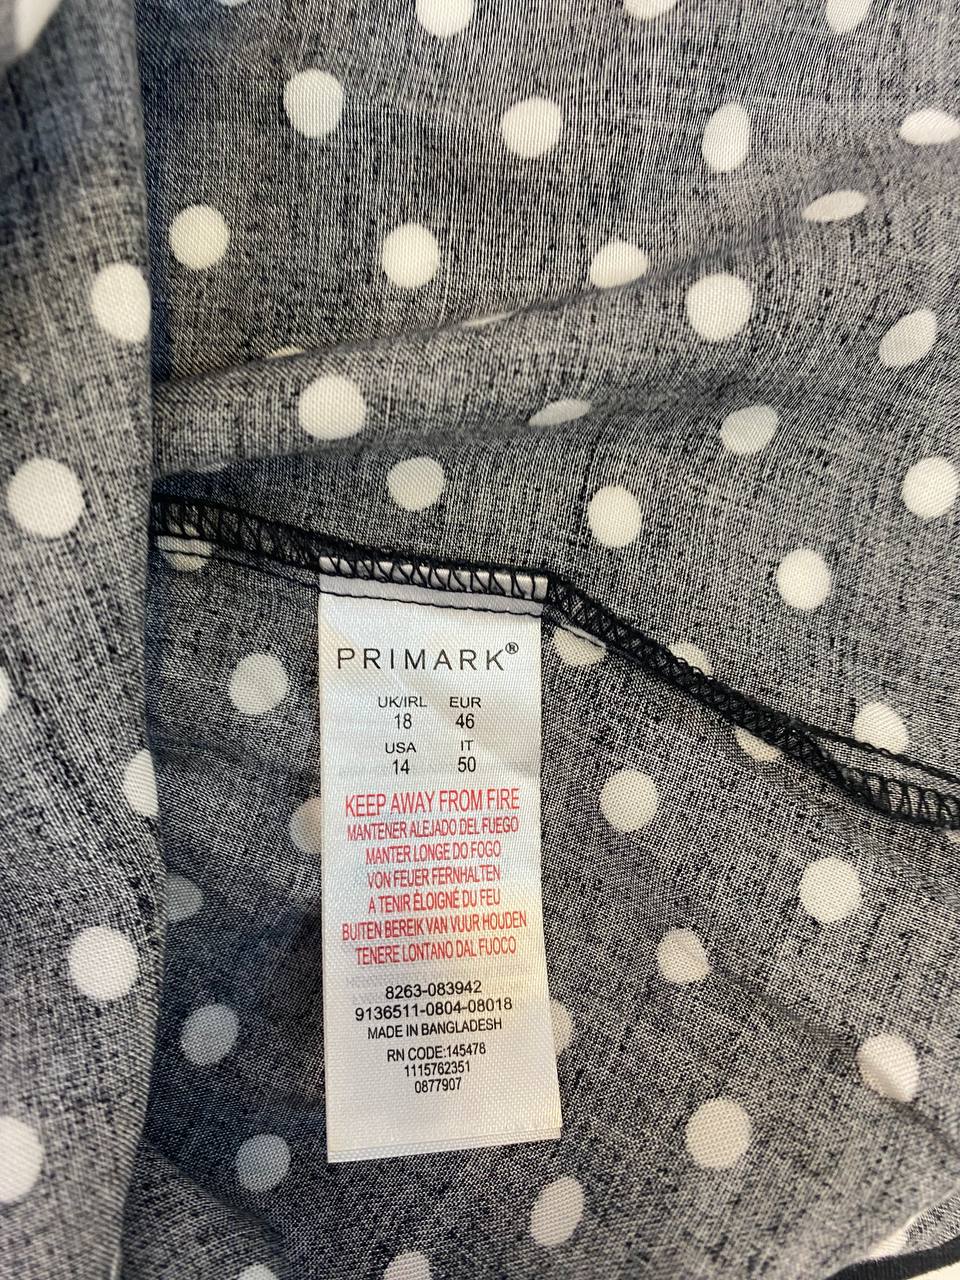 PRIMARK®
UK/IRL EUR
18 46
USA IT
14 50
KEEP AWAY FROM FIRE
MANTENER ALEJADO DEL FUEGO
MANTER LONGE DO FOGO
VON FEUER FERNHALTEN
A TENIR ÉLOIGNÉ DU FEU
BUITEN BEREIK VAN VUUR HOUDEN
TENERE LONTANO DAL FUOCO
8263-083942
9136511-0804-08018
MADE IN BANGLADESH
RN CODE:145478
1115762351
0877907